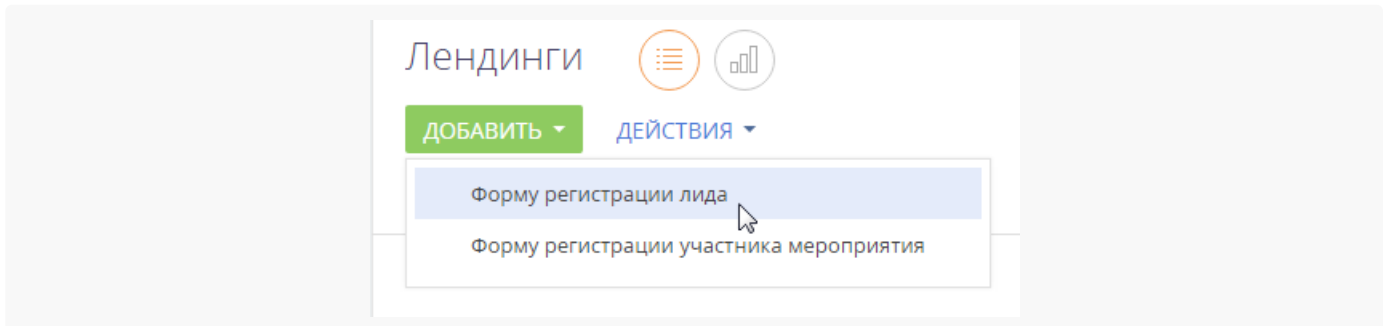 Лендинги
ДОБАВИТЬ ДЕЙСТВИЯ
Форму регистрации лида
Форму регистрации участника мероприятия